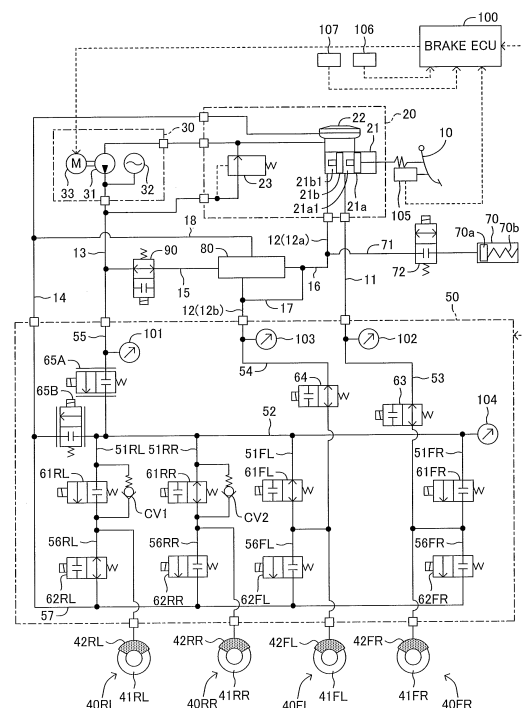 107 106 100
BRAKE ECU
30 20
22 21 10
M
33 31 32 23
21b1
21b
21a1 21a
105
18 12(12a) 71 70
70a 70b
13 90 80
72
14 15 16 11
17
12(12b) 50
55 101 103 102
65A 54
64 63 53
65B
52 104
51RL 51RR 51FL 51FR
61RL 61RR 61FL 61FR
CV1 CV2
56RL 56RR 56FL 56FR
62RL 62RR 62FL 62FR
57
42RL 42RR 42FL 42FR
40RL 41RL 40RR 41RR 40FL 41FL 41FR 40FR